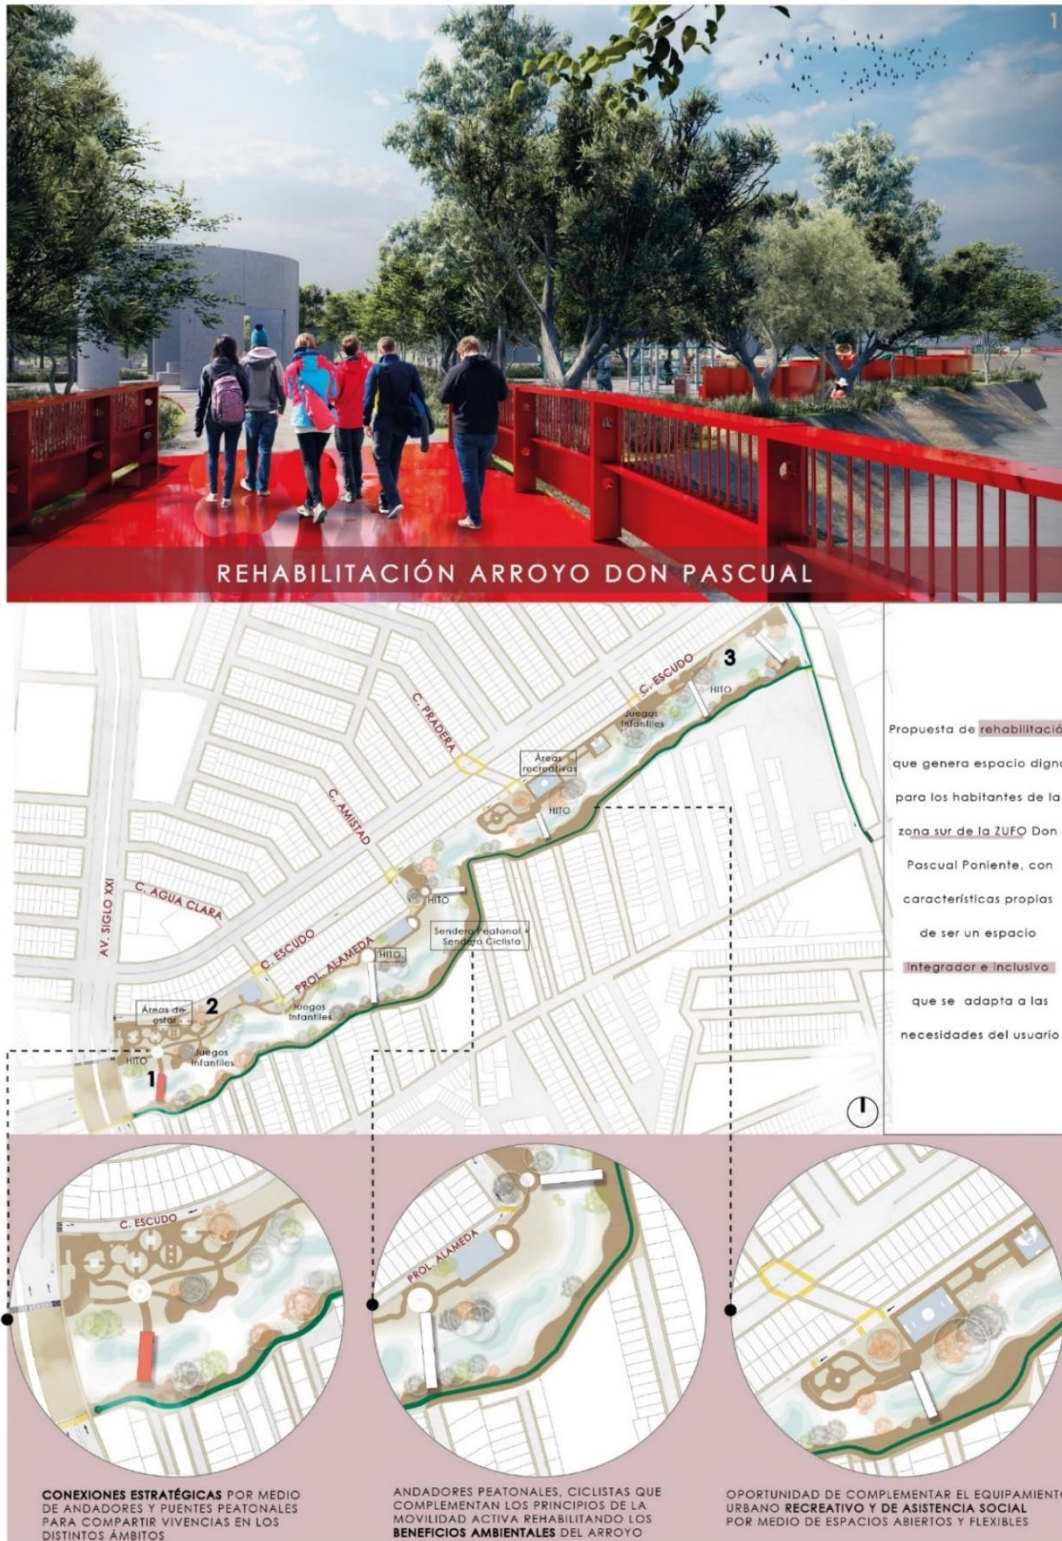 1
REHABILITACIÓN ARROYO DON PASCUAL
3
C. ESCUDO
HITO
C. PRADERA
Juegos
Infantiles
Áreas
recreativas
HITO
C. AMISTAD
C. AGUA CLARA
HITO
AV. SIGLO XXI
Sendero Peatonal +
Sendero Ciclista
C. ESCUDO
PROL. ALAMEDA
HITO
2
Áreas de
estar
Juegos
Infantiles
HITO
Juegos
Infantiles
1
Propuesta de rehabilitació
que genera espacio digno
para los habitantes de la
zona sur de la ZUFO Don
Pascual Poniente, con
características propias
de ser un espacio
integrador e inclusivo
que se adapta a las
necesidades del usuario
C. ESCUDO
PROL. ALAMEDA
CONEXIONES ESTRATÉGICAS POR MEDIO
DE ANDADORES Y PUENTES PEATONALES
PARA COMPARTIR VIVENCIAS EN LOS
DISTINTOS ÁMBITOS
ANDADORES PEATONALES, CICLISTAS QUE
COMPLEMENTAN LOS PRINCIPIOS DE LA
MOVILIDAD ACTIVA REHABILITANDO LOS
BENEFICIOS AMBIENTALES DEL ARROYO
OPORTUNIDAD DE COMPLEMENTAR EL EQUIPAMIENTO
URBANO RECREATIVO Y DE ASISTENCIA SOCIAL
POR MEDIO DE ESPACIOS ABIERTOS Y FLEXIBLES